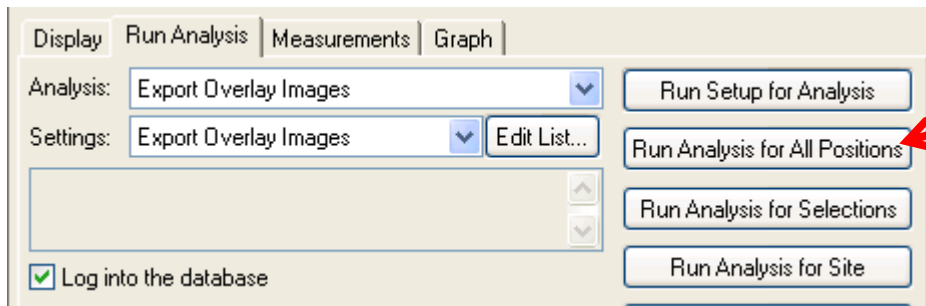 Display Run Analysis Measurements Graph
Analysis: Export Overlay Images Run Setup for Analysis
Settings: Export Overlay Images Edit List... Run Analysis for All Positions
Run Analysis for Selections
Log into the database Run Analysis for Site